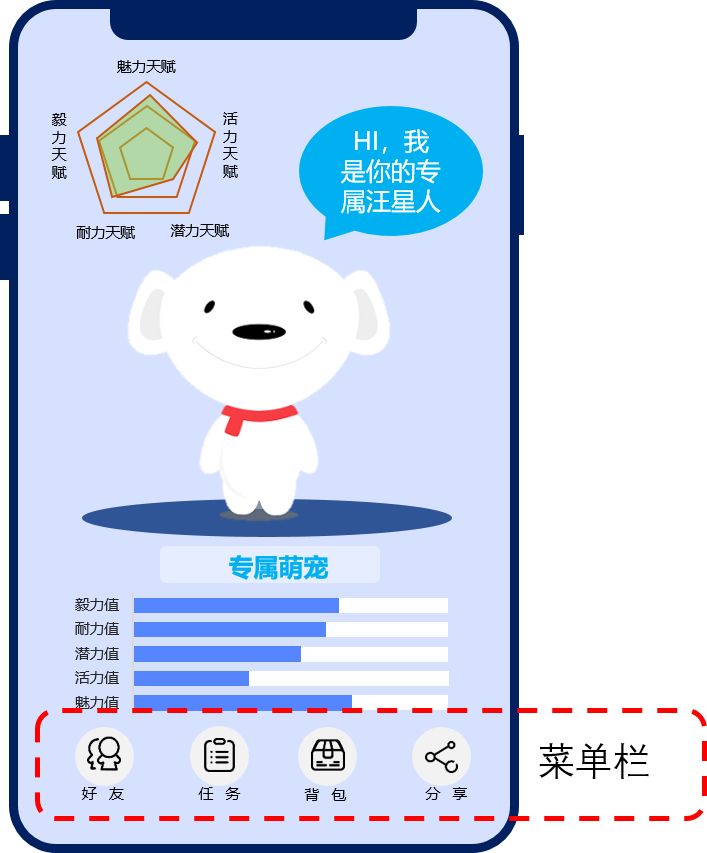 魅力天赋
毅力天赋
活力天赋
耐力天赋
潜力天赋
HI，我
是你的专
属汪星人
专属萌宠
毅力值
耐力值
潜力值
活力值
魅力值
好 友
任 务
背 包
分 享
菜单栏